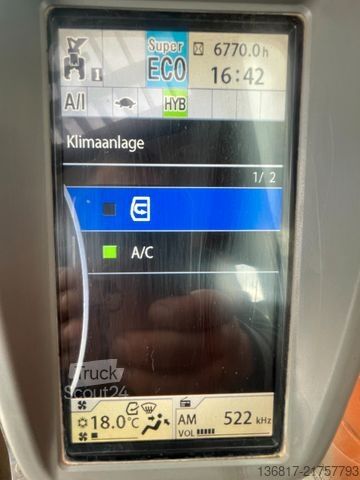 Super
ECO
6770.0h
1
16:42
A/I
HYB
Klimaanlage
1/ 2
A/C
Truck
Scout24
18.0°C
AM
522 kHz
VOL
136817-21757793